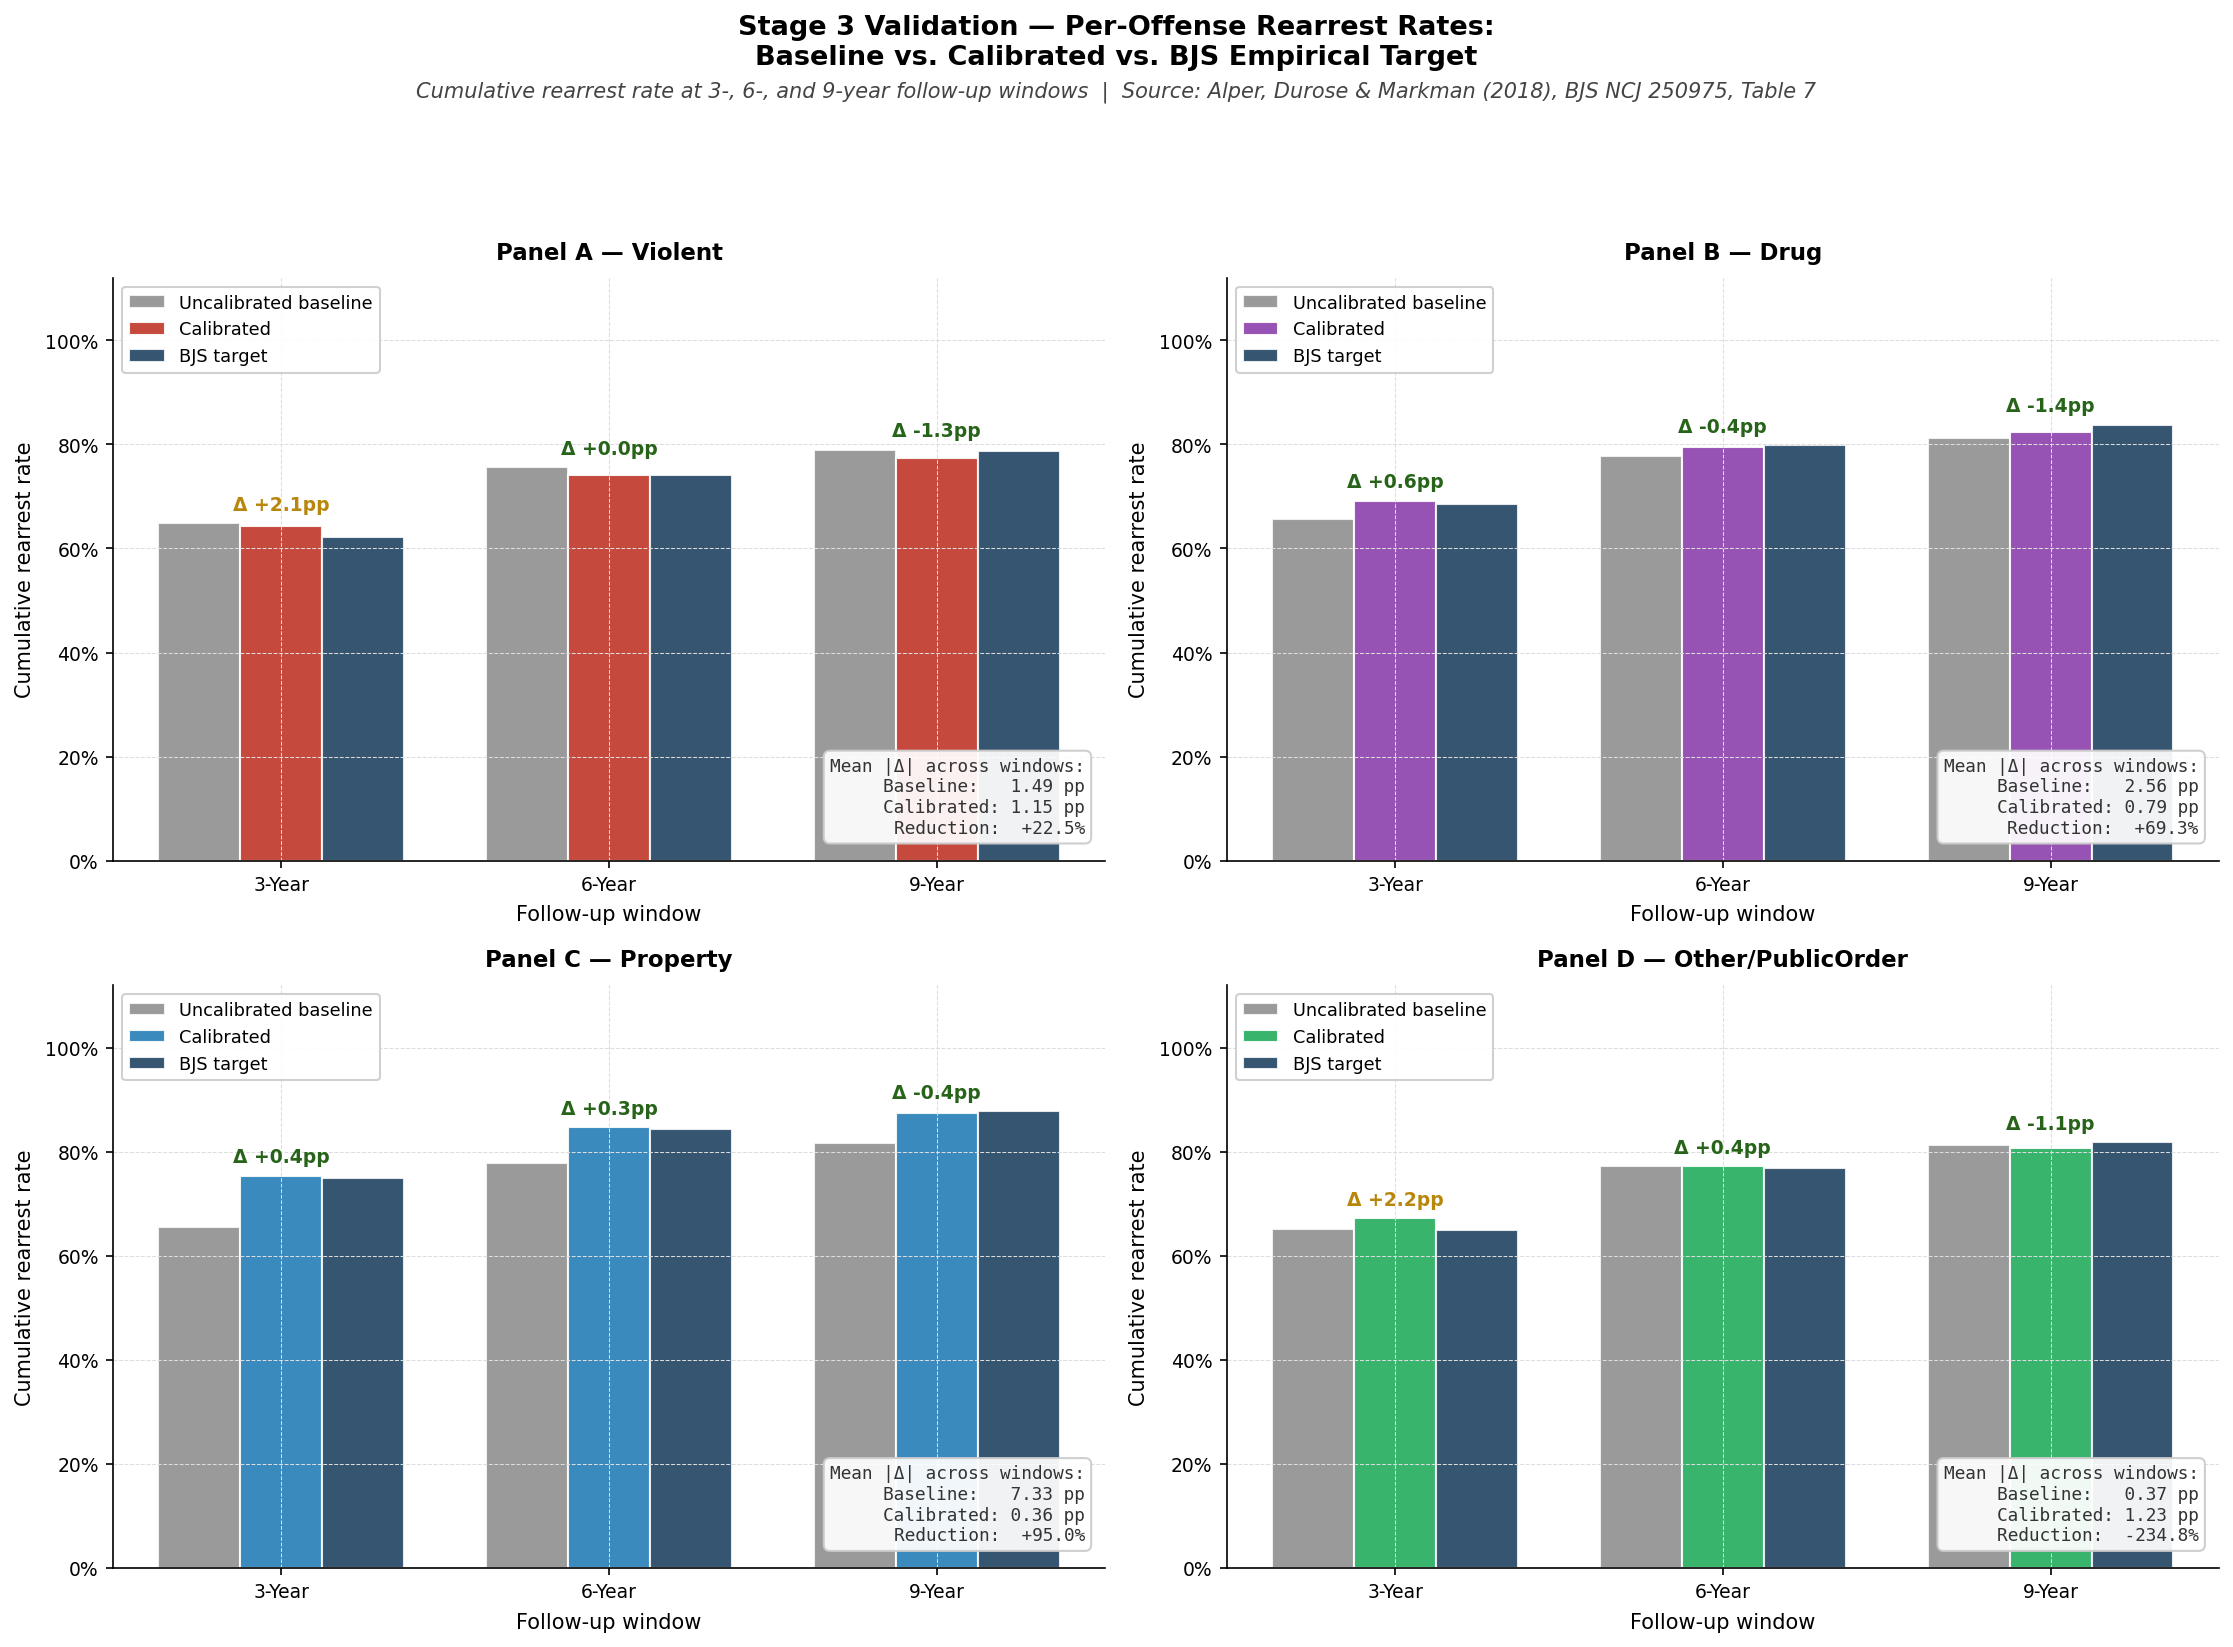 Stage 3 Validation — Per-Offense Rearrest Rates:
Baseline vs. Calibrated vs. BJS Empirical Target
Cumulative rearrest rate at 3-, 6-, and 9-year follow-up windows | Source: Alper, Durose & Markman (2018), BJS NCJ 250975, Table 7
Panel A — Violent
Uncalibrated baseline
Calibrated
BJS target
Cumulative rearrest rate
100%
80%
60%
40%
20%
0%
Δ +2.1pp
Δ +0.0pp
Δ -1.3pp
Mean |Δ| across windows:
Baseline: 1.49 pp
Calibrated: 1.15 pp
Reduction: +22.5%
3-Year
6-Year
9-Year
Follow-up window
Panel B — Drug
Uncalibrated baseline
Calibrated
BJS target
Cumulative rearrest rate
100%
80%
60%
40%
20%
0%
Δ +0.6pp
Δ -0.4pp
Δ -1.4pp
Mean |Δ| across windows:
Baseline: 2.56 pp
Calibrated: 0.79 pp
Reduction: +69.3%
3-Year
6-Year
9-Year
Follow-up window
Panel C — Property
Uncalibrated baseline
Calibrated
BJS target
Cumulative rearrest rate
100%
80%
60%
40%
20%
0%
Δ +0.4pp
Δ +0.3pp
Δ -0.4pp
Mean |Δ| across windows:
Baseline: 7.33 pp
Calibrated: 0.36 pp
Reduction: +95.0%
3-Year
6-Year
9-Year
Follow-up window
Panel D — Other/PublicOrder
Uncalibrated baseline
Calibrated
BJS target
Cumulative rearrest rate
100%
80%
60%
40%
20%
0%
Δ +2.2pp
Δ +0.4pp
Δ -1.1pp
Mean |Δ| across windows:
Baseline: 0.37 pp
Calibrated: 1.23 pp
Reduction: -234.8%
3-Year
6-Year
9-Year
Follow-up window